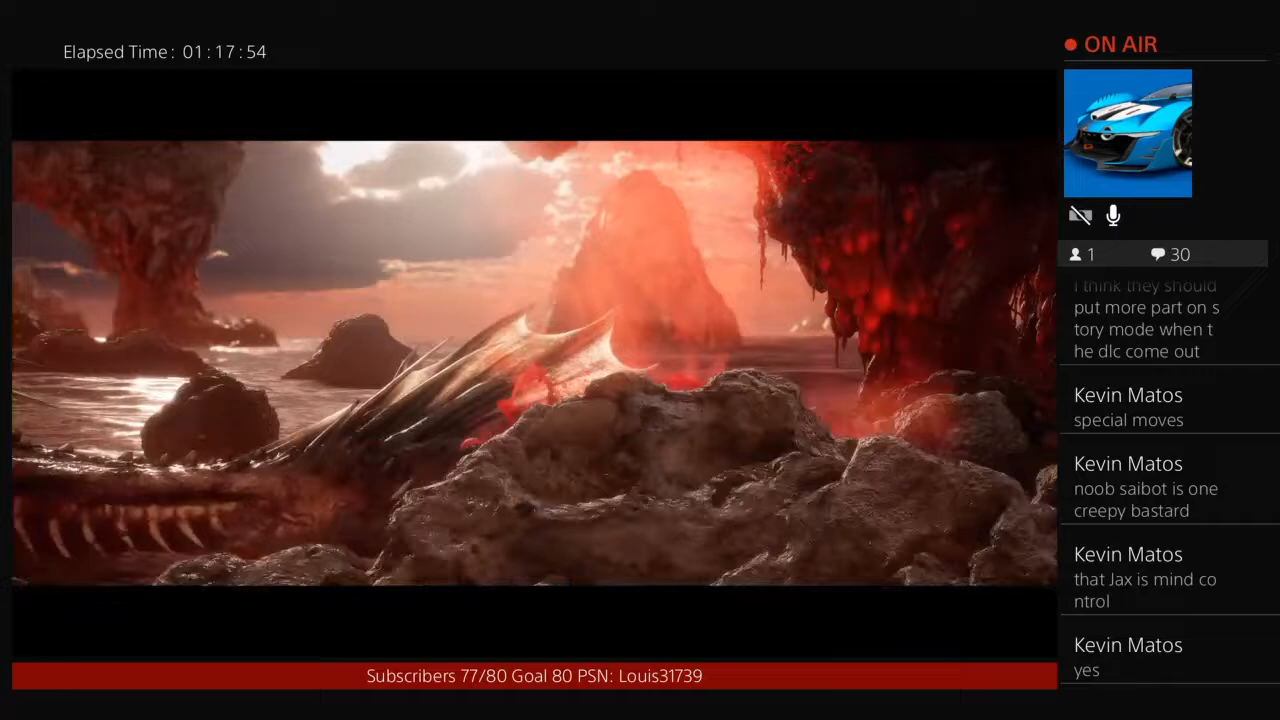 Elapsed Time: 01:17:54
ON AIR
1 30
I think they should
put more part on s
tory mode when t
he dlc come out
Kevin Matos
special moves
Kevin Matos
noob saibot is one
creepy bastard
Kevin Matos
that Jax is mind co
ntrol
Kevin Matos
yes
Subscribers 77/80 Goal 80 PSN: Louis31739